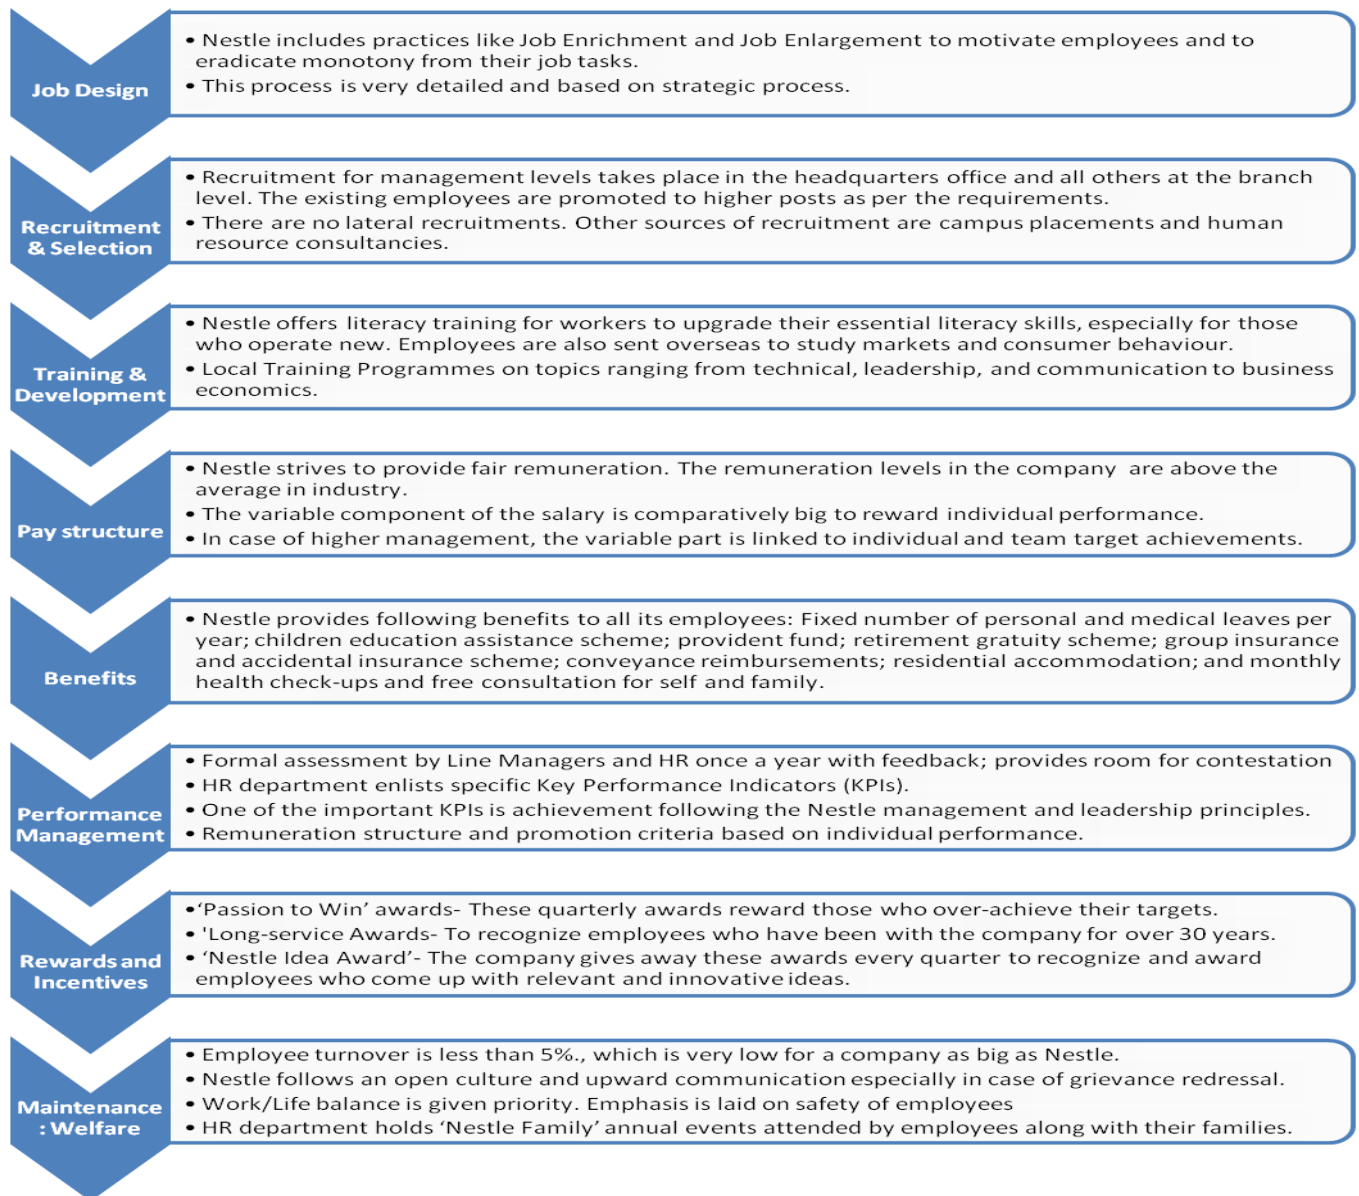 Job Design
• Nestle includes practices like Job Enrichment and Job Enlargement to motivate employees and to
eradicate monotony from their job tasks.
• This process is very detailed and based on strategic process.
Recruitment
& Selection
• Recruitment for management levels takes place in the headquarters office and all others at the branch
level. The existing employees are promoted to higher posts as per the requirements.
• There are no lateral recruitments. Other sources of recruitment are campus placements and human
resource consultancies.
Training &
Development
• Nestle offers literacy training for workers to upgrade their essential literacy skills, especially for those
who operate new. Employees are also sent overseas to study markets and consumer behaviour.
• Local Training Programmes on topics ranging from technical, leadership, and communication to business
economics.
Pay structure
• Nestle strives to provide fair remuneration. The remuneration levels in the company are above the
average in industry.
• The variable component of the salary is comparatively big to reward individual performance.
• In case of higher management, the variable part is linked to individual and team target achievements.
Benefits
• Nestle provides following benefits to all its employees: Fixed number of personal and medical leaves per
year; children education assistance scheme; provident fund; retirement gratuity scheme; group insurance
and accidental insurance scheme; conveyance reimbursements; residential accommodation; and monthly
health check-ups and free consultation for self and family.
Performance
Management
• Formal assessment by Line Managers and HR once a year with feedback; provides room for contestation
• HR department enlists specific Key Performance Indicators (KPIs).
• One of the important KPIs is achievement following the Nestle management and leadership principles.
• Remuneration structure and promotion criteria based on individual performance.
Rewards and
Incentives
• ‘Passion to Win’ awards- These quarterly awards reward those who over-achieve their targets.
• 'Long-service Awards- To recognize employees who have been with the company for over 30 years.
• ‘Nestle Idea Award’- The company gives away these awards every quarter to recognize and award
employees who come up with relevant and innovative ideas.
Maintenance
: Welfare
• Employee turnover is less than 5%., which is very low for a company as big as Nestle.
• Nestle follows an open culture and upward communication especially in case of grievance redressal.
• Work/Life balance is given priority. Emphasis is laid on safety of employees
• HR department holds ‘Nestle Family’ annual events attended by employees along with their families.